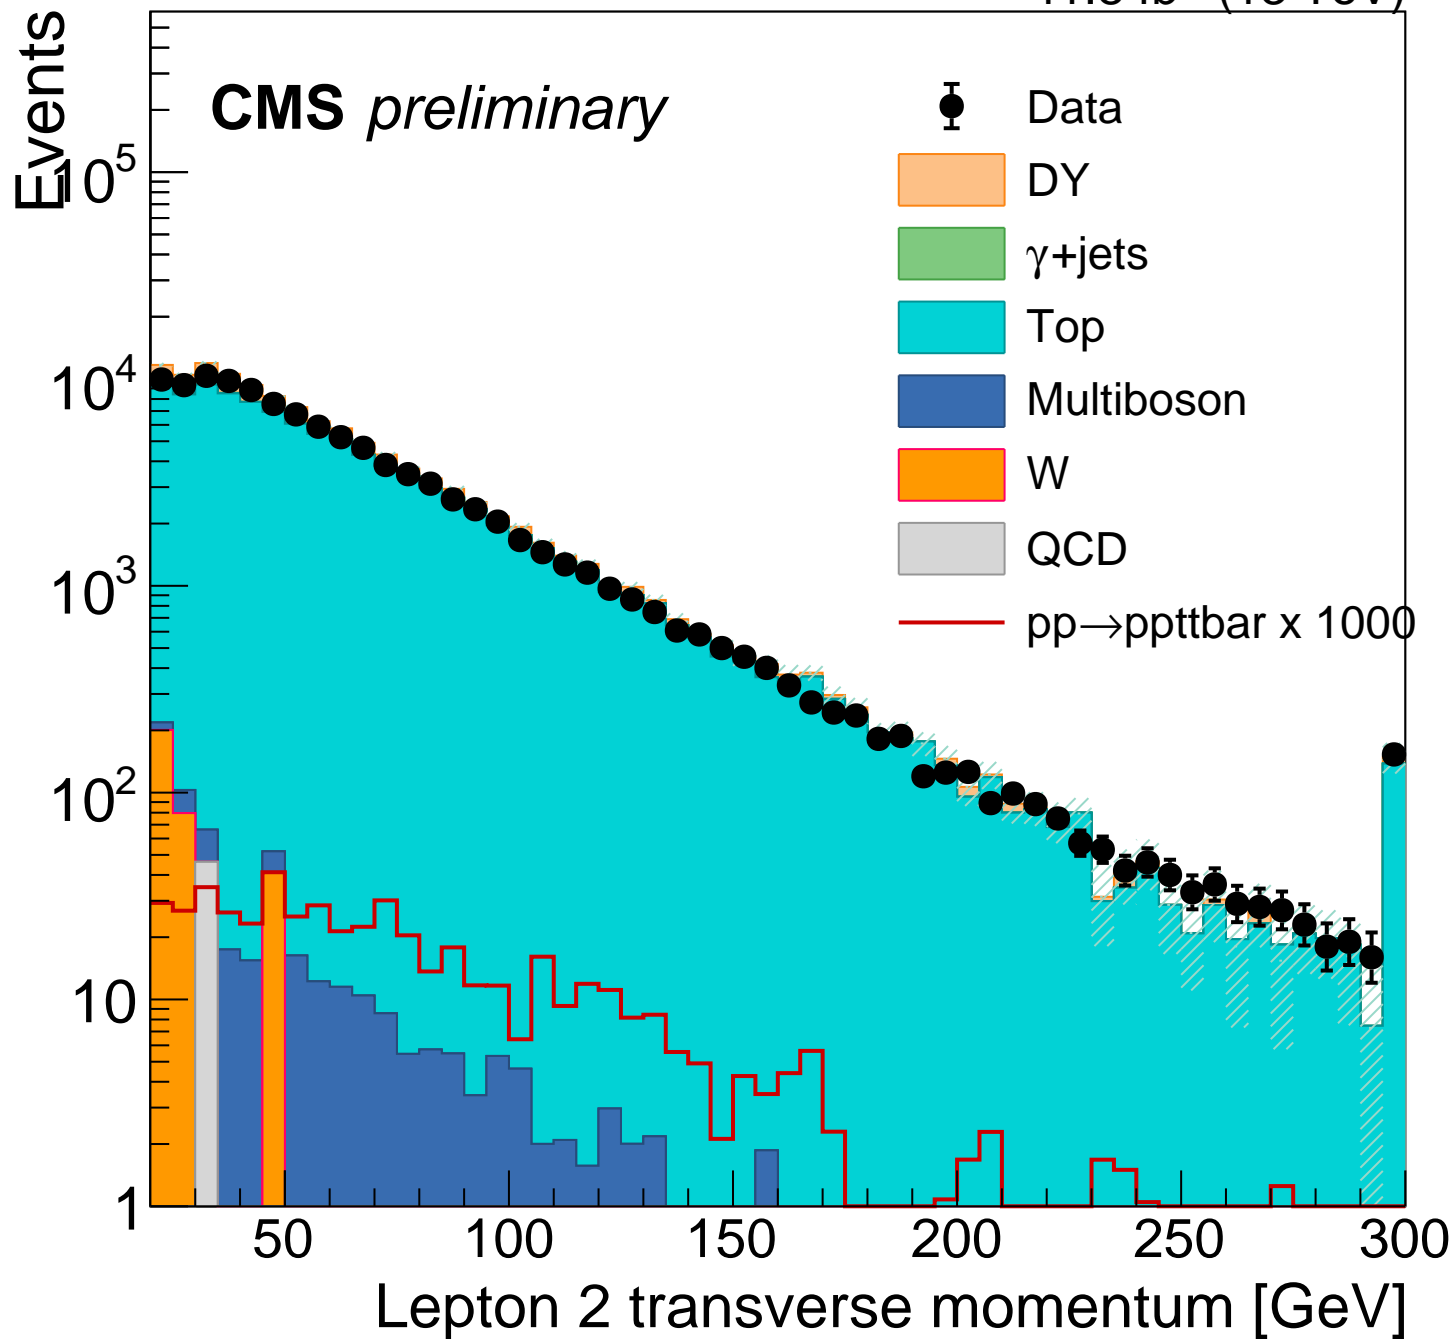 Events
CMS preliminary
Data
DY
γ+jets
Top
Multiboson
W
QCD
pp→ppttbar x 1000
10^5
10^4
10^3
10^2
10
1
50 100 150 200 250 300
Lepton 2 transverse momentum [GeV]